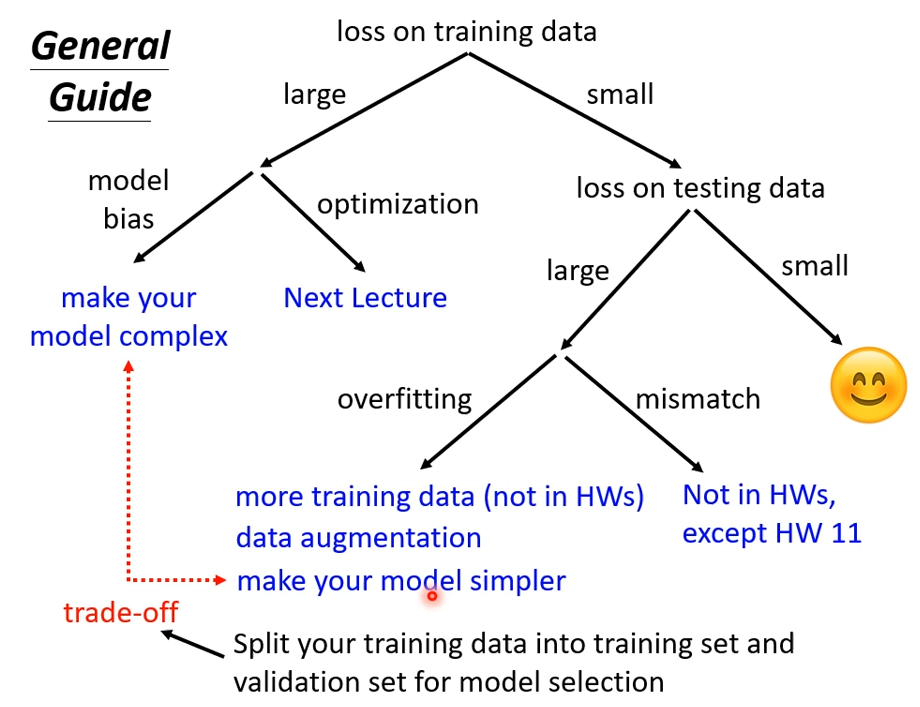 General
Guide
loss on training data
large
small
model
bias
optimization
loss on testing data
make your
model complex
Next Lecture
large
small
overfitting
mismatch
more training data (not in HWs)
data augmentation
make your model simpler
Not in HWs,
except HW 11
trade-off
Split your training data into training set and
validation set for model selection